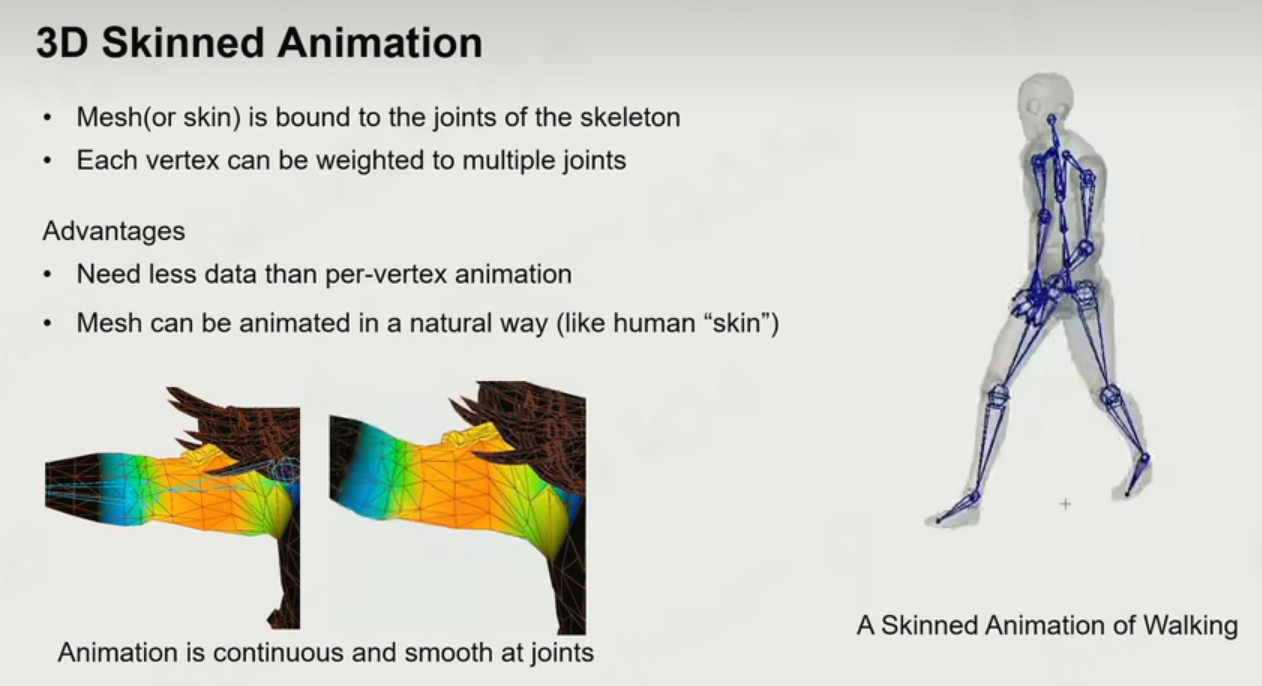 3D Skinned Animation
• Mesh(or skin) is bound to the joints of the skeleton
• Each vertex can be weighted to multiple joints
Advantages
• Need less data than per-vertex animation
• Mesh can be animated in a natural way (like human “skin”)
Animation is continuous and smooth at joints
A Skinned Animation of Walking